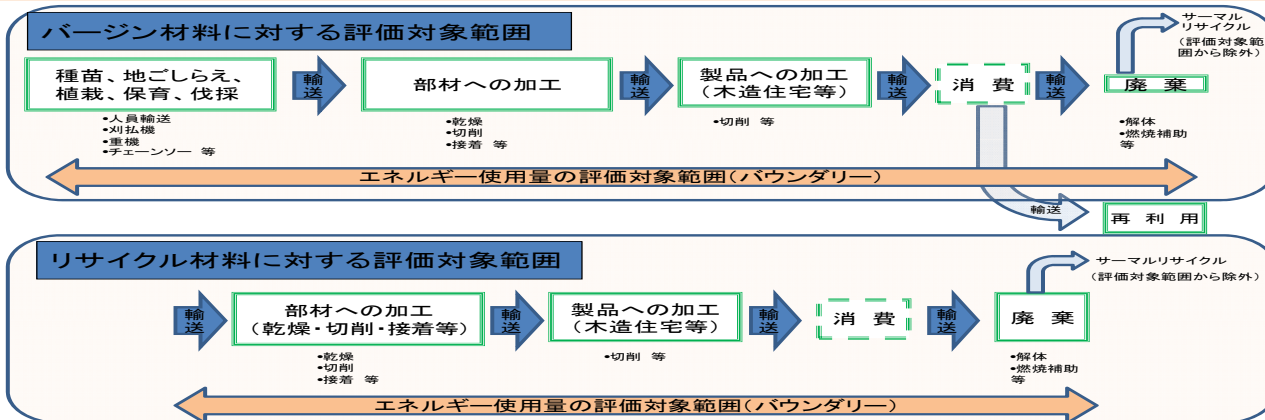 バージン材料に対する評価対象範囲
サーマル
リサイクル
(評価対象範
囲から除外)
種苗、地ごしらえ、
植栽、保育、伐採
輸送
部材への加工
輸送
製品への加工
(木造住宅等)
輸送
消 費
輸送
廃 棄
•人員輸送
•刈払機
•重機
•チェーンソー 等
•乾燥
•切削
•接着 等
•切削 等
•解体
•燃焼補助
等
エネルギー使用量の評価対象範囲(バウンダリー)
輸送
再 利 用
リサイクル材料に対する評価対象範囲
サーマルリサイクル
(評価対象範囲から除外)
輸送
部材への加工
(乾燥・切削・接着等)
輸送
製品への加工
(木造住宅等)
輸送
消 費
輸送
廃 棄
•乾燥
•切削
•接着 等
•切削 等
•解体
•燃焼補助
等
エネルギー使用量の評価対象範囲(バウンダリー)